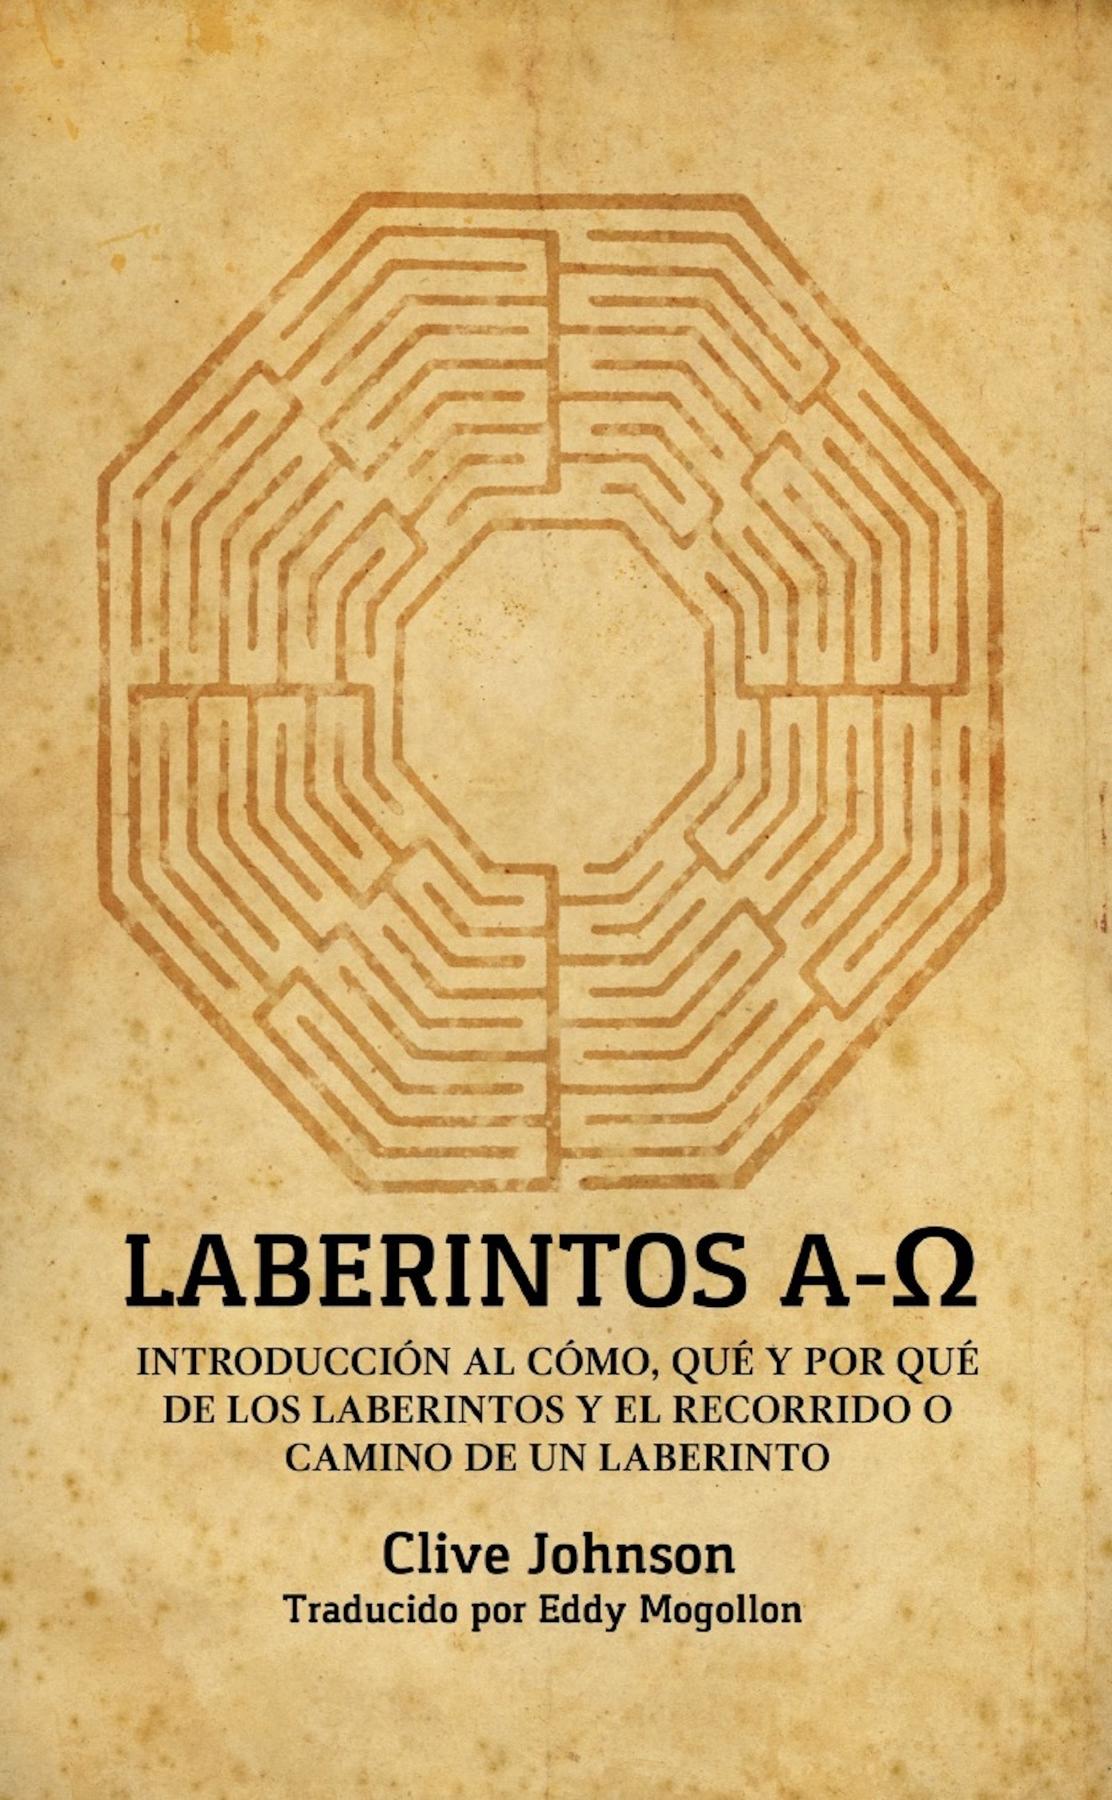 LABERINTOS A-Ω
INTRODUCCIÓN AL CÓMO, QUÉ Y POR QUÉ
DE LOS LABERINTOS Y EL RECORRIDO O
CAMINO DE UN LABERINTO
Clive Johnson
Traducido por Eddy Mogollon